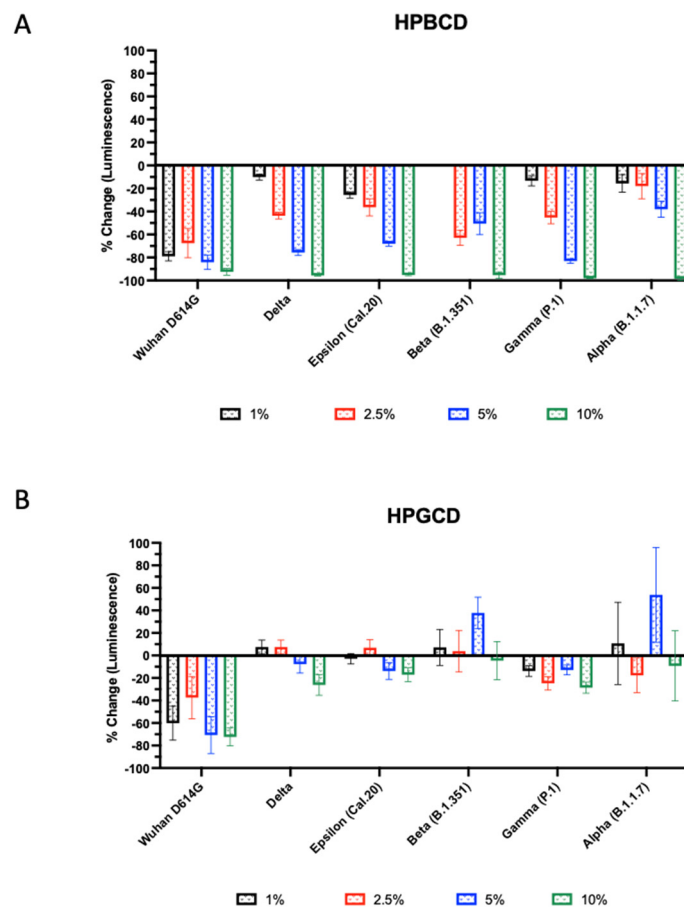 A
HPBCD
% Change (Luminescence)
100
80
60
40
20
0
-20
-40
-60
-80
-100
Wuhan D614G
Delta
Epsilon (Cal.20)
Beta (B.1.351)
Gamma (P.1)
Alpha (B.1.1.7)
1% 2.5% 5% 10%
B
HPGCD
% Change (Luminescence)
100
80
60
40
20
0
-20
-40
-60
-80
-100
Wuhan D614G
Delta
Epsilon (Cal.20)
Beta (B.1.351)
Gamma (P.1)
Alpha (B.1.1.7)
1% 2.5% 5% 10%